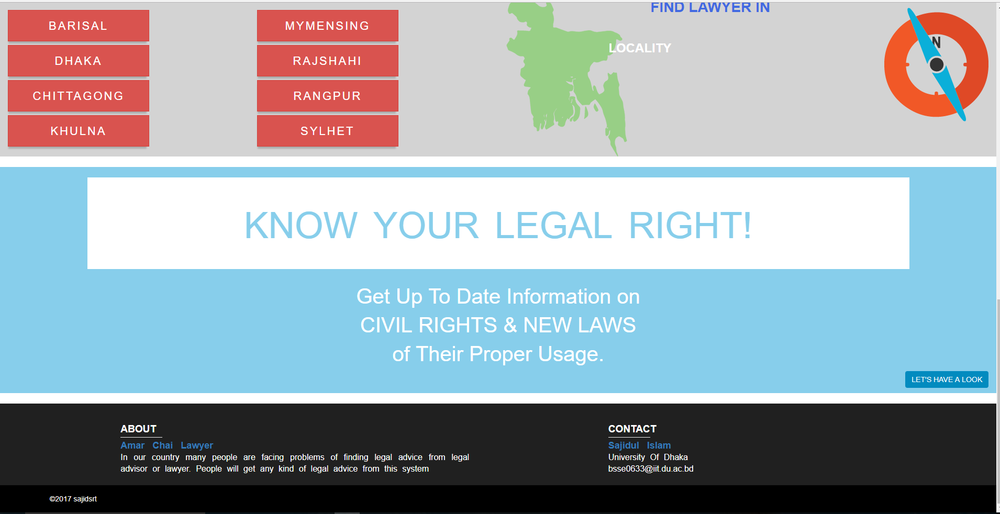 BARISAL
DHAKA
CHITTAGONG
KHULNA
MYMENSING
RAJSHAHI
RANGPUR
SYLHET
FIND LAWYER IN
LOCALITY
N
KNOW YOUR LEGAL RIGHT!
Get Up To Date Information on
CIVIL RIGHTS & NEW LAWS
of Their Proper Usage.
LET'S HAVE A LOOK
ABOUT
Amar Chai Lawyer
In our country many people are facing problems of finding legal advice from legal
advisor or lawyer. People will get any kind of legal advice from this system
CONTACT
Sajidul Islam
University Of Dhaka
bsse0633@iit.du.ac.bd
©2017 sajidsrt